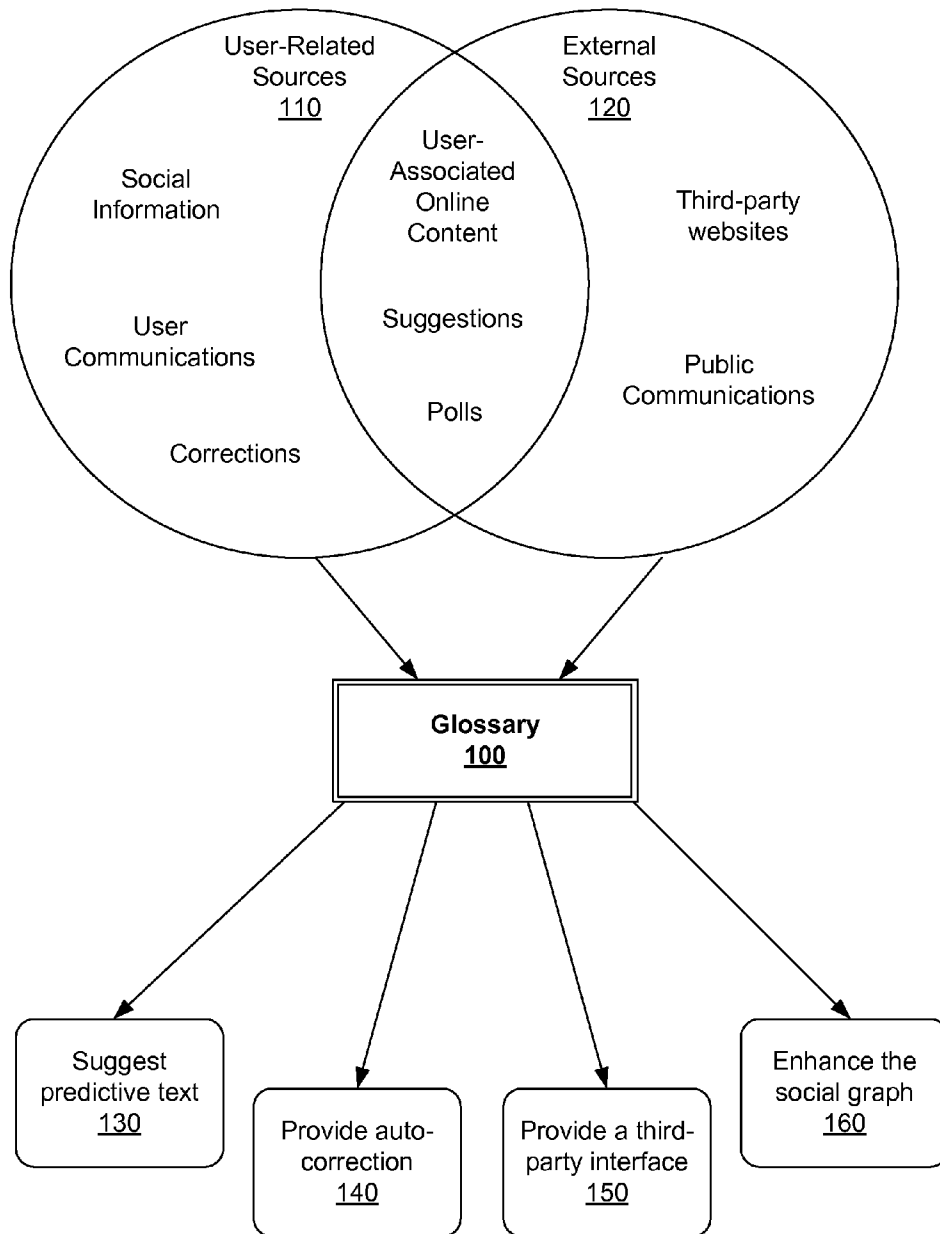 User-Related
Sources
110
External
Sources
120
Social
Information
User
Communications
Corrections
User-
Associated
Online
Content
Suggestions
Polls
Third-party
websites
Public
Communications
Glossary
100
Suggest
predictive text
130
Provide auto-
correction
140
Provide a third-
party interface
150
Enhance the
social graph
160